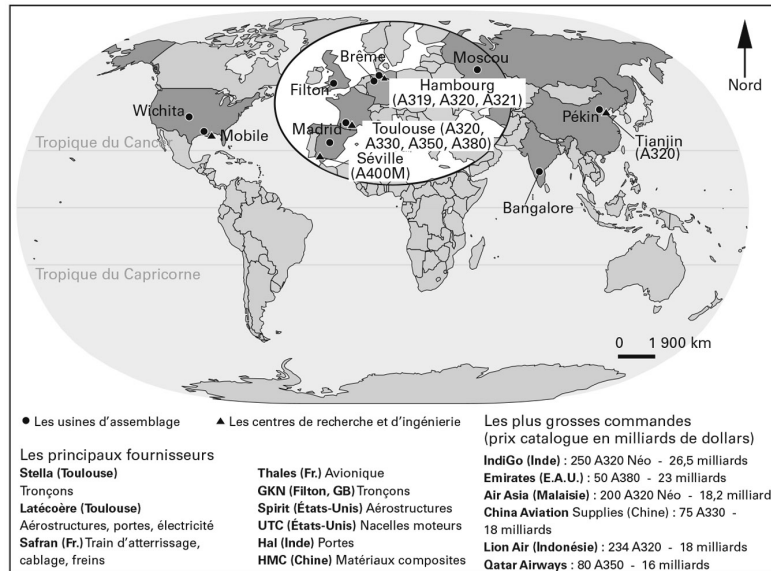 Nord
Brême
Moscou
Filton
Hambourg
(A319, A320, A321)
Wichita
Mobile
Madrid
Toulouse (A320,
A330, A350, A380)
Séville
(A400M)
Pékin
Tianjin
(A320)
Bangalore
Tropique du Cancer
Tropique du Capricorne
0 1 900 km
● Les usines d'assemblage ▲ Les centres de recherche et d'ingénierie
Les principaux fournisseurs
Stella (Toulouse)
Tronçons
Latécoère (Toulouse)
Aérostructures, portes, électricité
Safran (Fr.) Train d'atterrissage,
cablage, freins
Thales (Fr.) Avionique
GKN (Filton, GB) Tronçons
Spirit (États-Unis) Aérostructures
UTC (États-Unis) Nacelles moteurs
Hal (Inde) Portes
HMC (Chine) Matériaux composites
Les plus grosses commandes
(prix catalogue en milliards de dollars)
IndiGo (Inde) : 250 A320 Néo - 26,5 milliards
Emirates (E.A.U.) : 50 A380 - 23 milliards
Air Asia (Malaisie) : 200 A320 Néo - 18,2 milliards
China Aviation Supplies (Chine) : 75 A330 -
18 milliards
Lion Air (Indonésie) : 234 A320 - 18 milliards
Qatar Airways : 80 A350 - 16 milliards